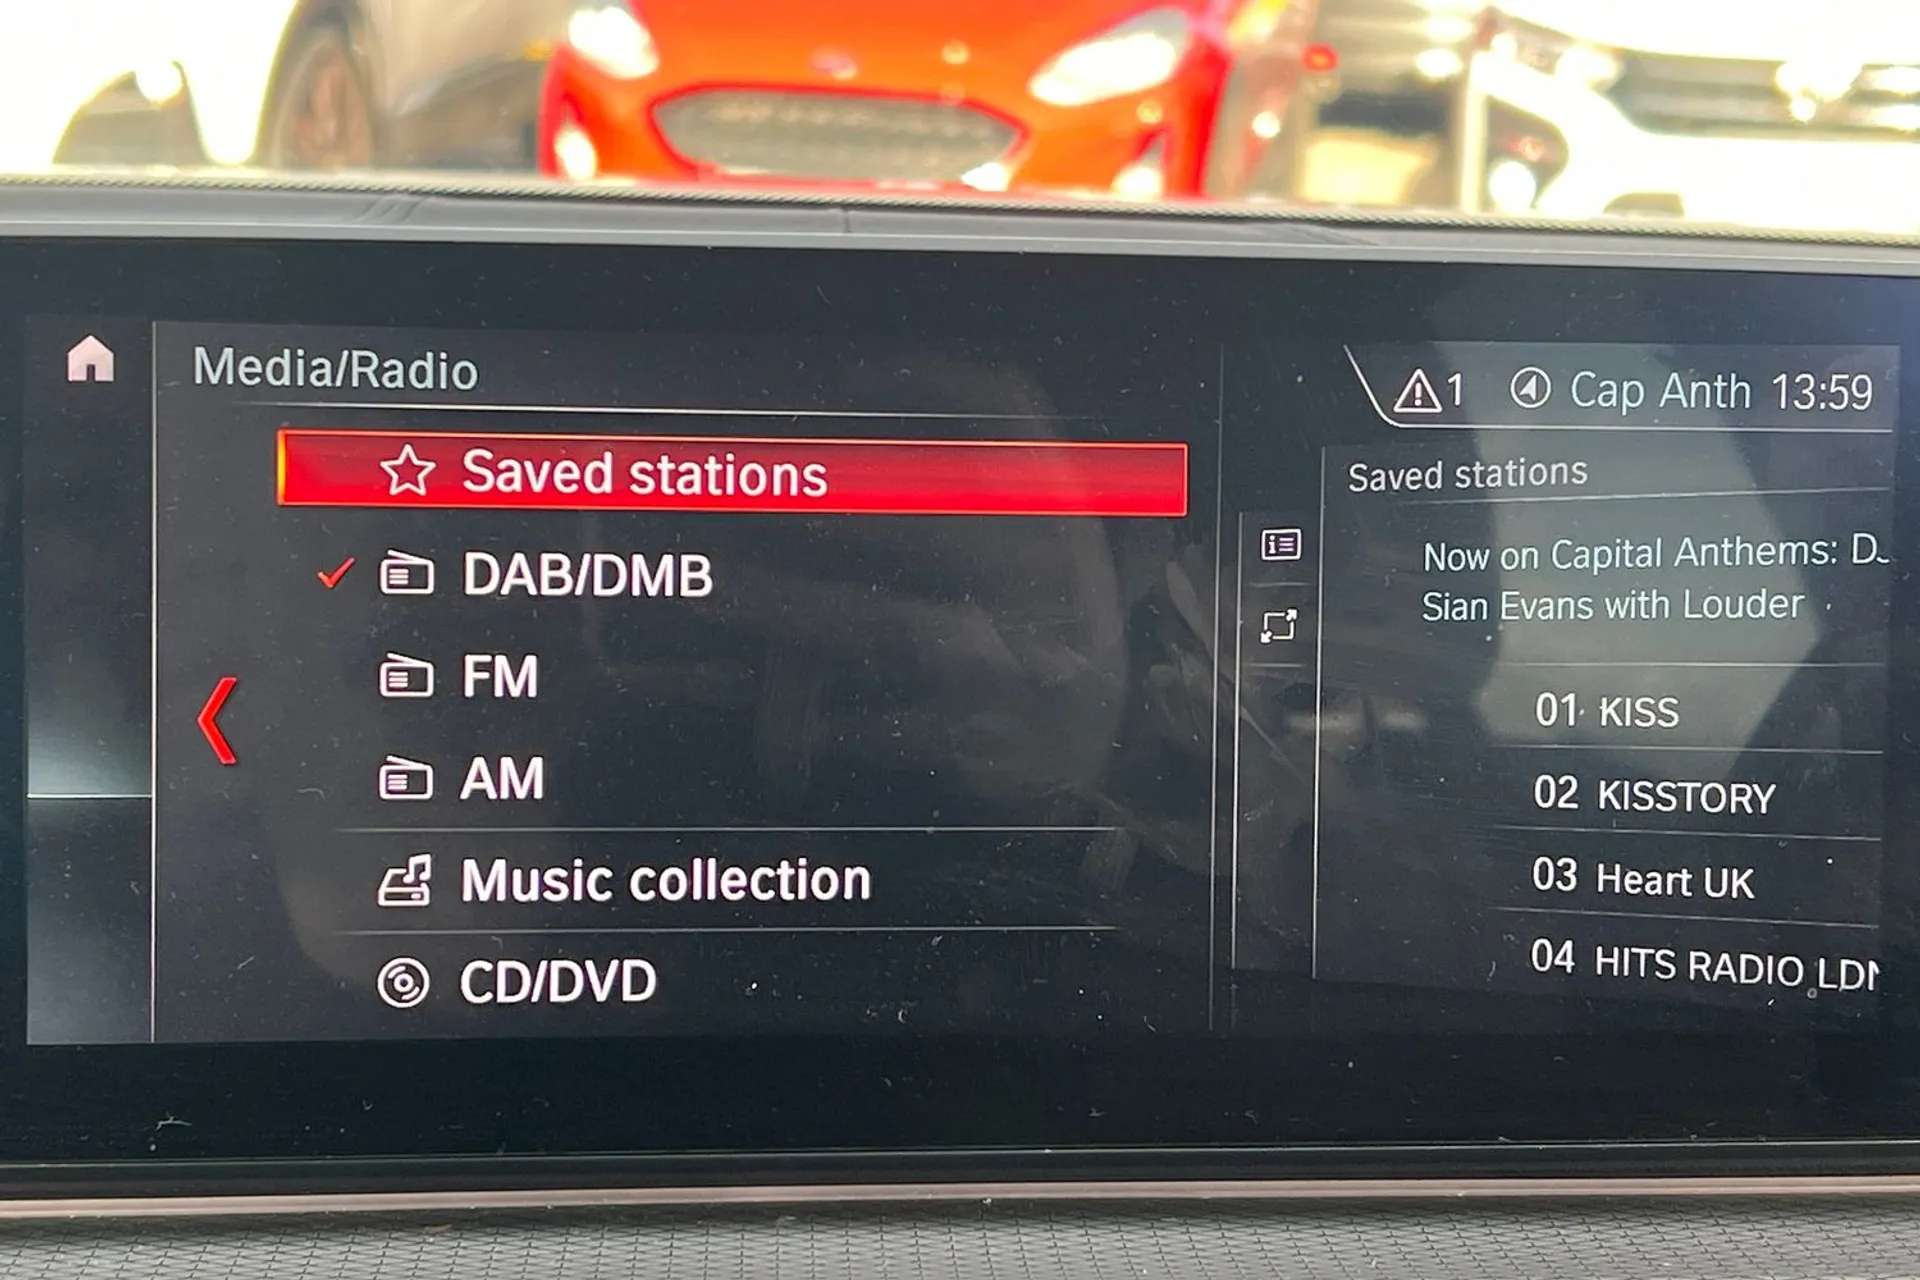 Media/Radio
Saved stations
DAB/DMB
FM
AM
Music collection
CD/DVD
1 Cap Anth 13:59
Saved stations
Now on Capital Anthems:
Sian Evans with Louder
01 KISS
02 KISSTORY
03 Heart UK
04 HITS RADIO